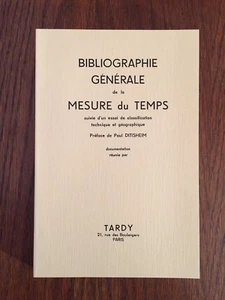 BIBLIOGRAPHIE
GÉNÉRALE
de la
MESURE du TEMPS
suivie d'un essai de classification
technique et géographique
Préface de Paul DITISHEIM
documentation
réunie par
TARDY
21, rue des Boulangers
PARIS